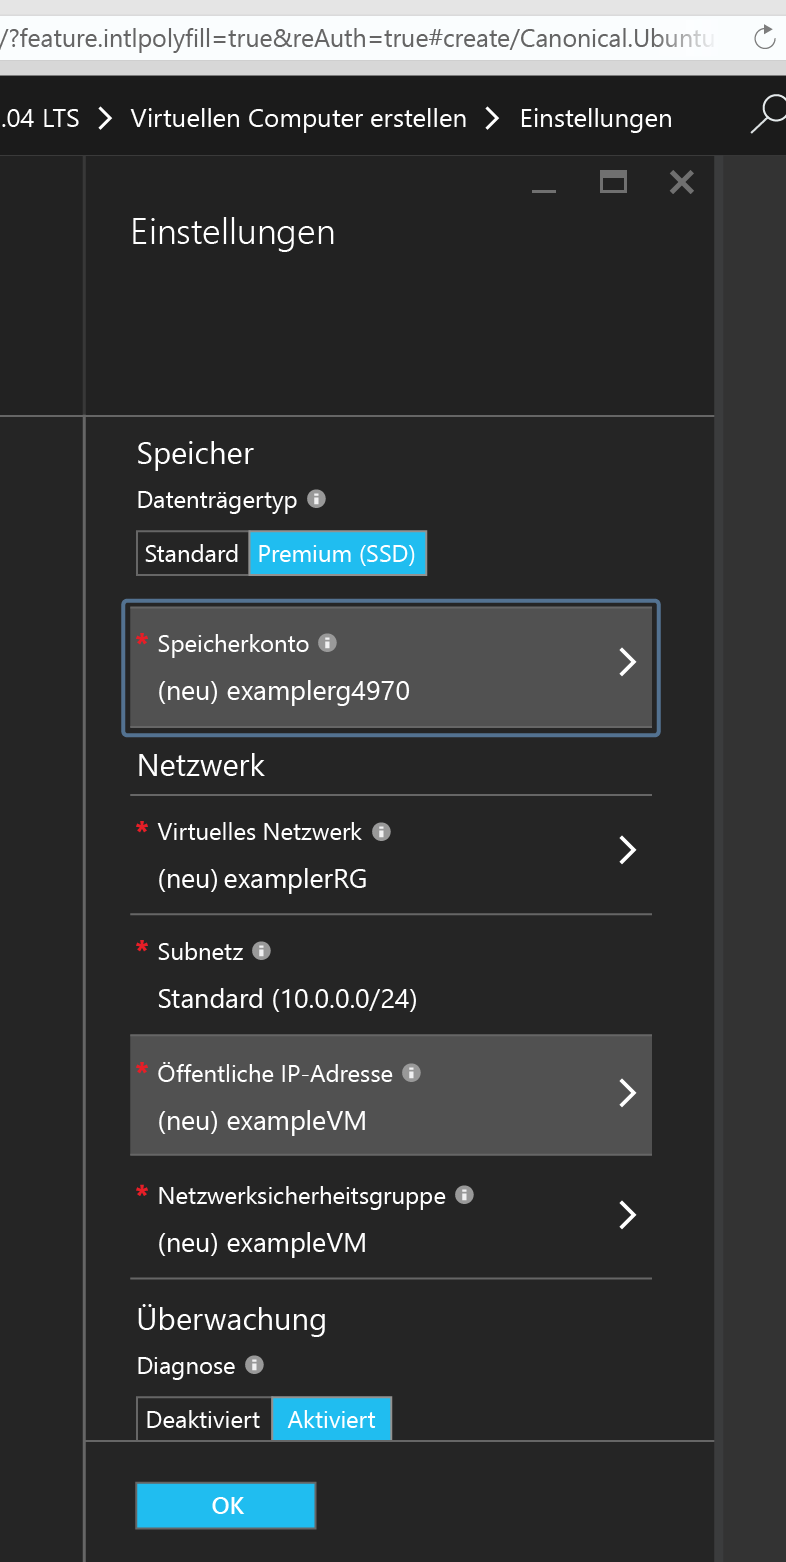 /?feature.intlpolyfill=true&reAuth=true#create/Canonical.Ubuntu
.04 LTS > Virtuellen Computer erstellen > Einstellungen
Einstellungen
Speicher
Datenträgertyp
Standard Premium (SSD)
* Speicherkonto
(neu) examplerg4970
Netzwerk
* Virtuelles Netzwerk
(neu) examplerRG
* Subnetz
Standard (10.0.0.0/24)
* Öffentliche IP-Adresse
(neu) exampleVM
* Netzwerksicherheitsgruppe
(neu) exampleVM
Überwachung
Diagnose
Deaktiviert Aktiviert
OK